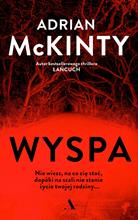 ADRIAN
McKINTY
Autor bestsellerowego thrillera
ŁAŃCUCH
WYSPA
Nie wiesz, na co cię stać,
dopóki na szali nie stanie
życie twojej rodziny...
A